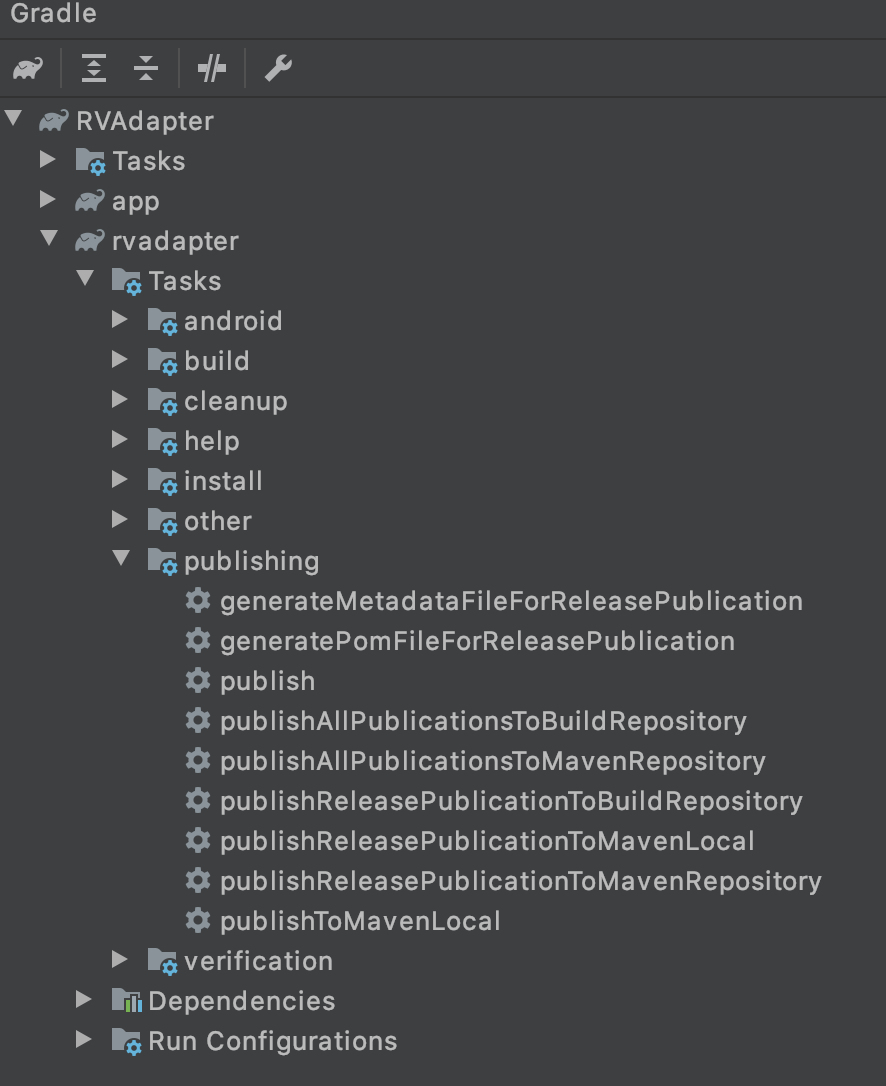 Gradle
RVAdapter
Tasks
app
rvadapter
Tasks
android
build
cleanup
help
install
other
publishing
generateMetadataFileForReleasePublication
generatePomFileForReleasePublication
publish
publishAllPublicationsToBuildRepository
publishAllPublicationsToMavenRepository
publishReleasePublicationToBuildRepository
publishReleasePublicationToMavenLocal
publishReleasePublicationToMavenRepository
publishToMavenLocal
verification
Dependencies
Run Configurations